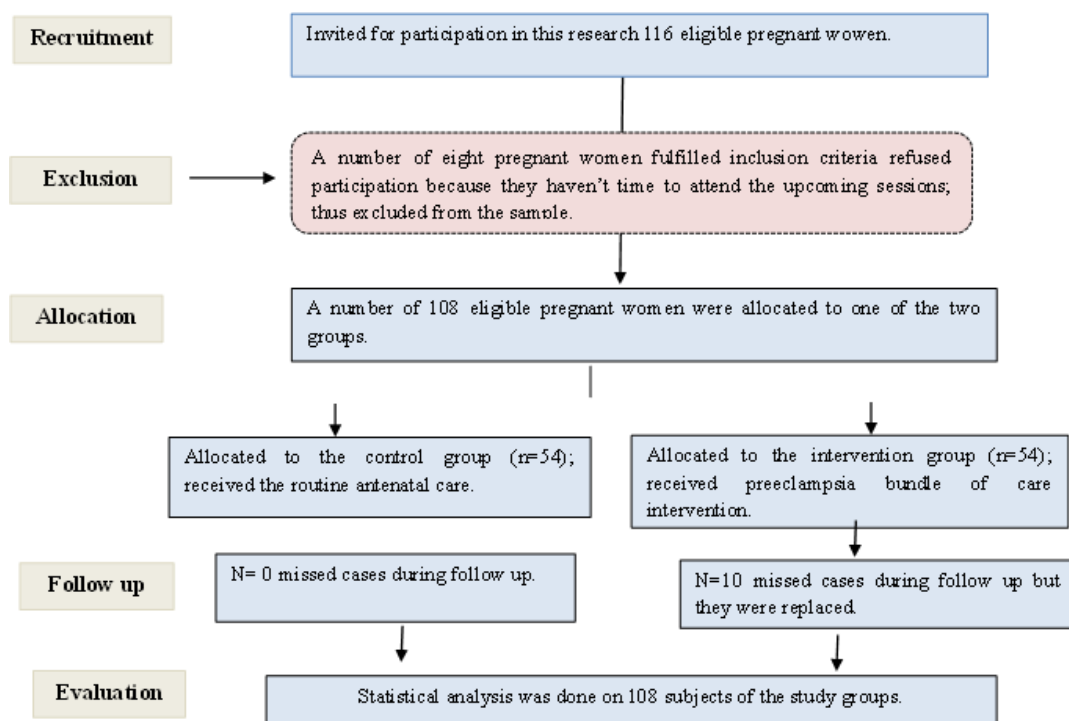 Recruitment
Invited for participation in this research 116 eligible pregnant wowen.
Exclusion
A number of eight pregnant women fulfilled inclusion criteria refused
participation because they haven't time to attend the upcoming sessions;
thus excluded from the sample.
Allocation
A number of 108 eligible pregnant women were allocated to one of the two
groups.
Allocated to the control group (n=54);
received the routine antenatal care.
Allocated to the intervention group (n=54);
received preeclampsia bundle of care
intervention.
Follow up
N= 0 missed cases during follow up.
N=10 missed cases during follow up but
they were replaced.
Evaluation
Statistical analysis was done on 108 subjects of the study groups.